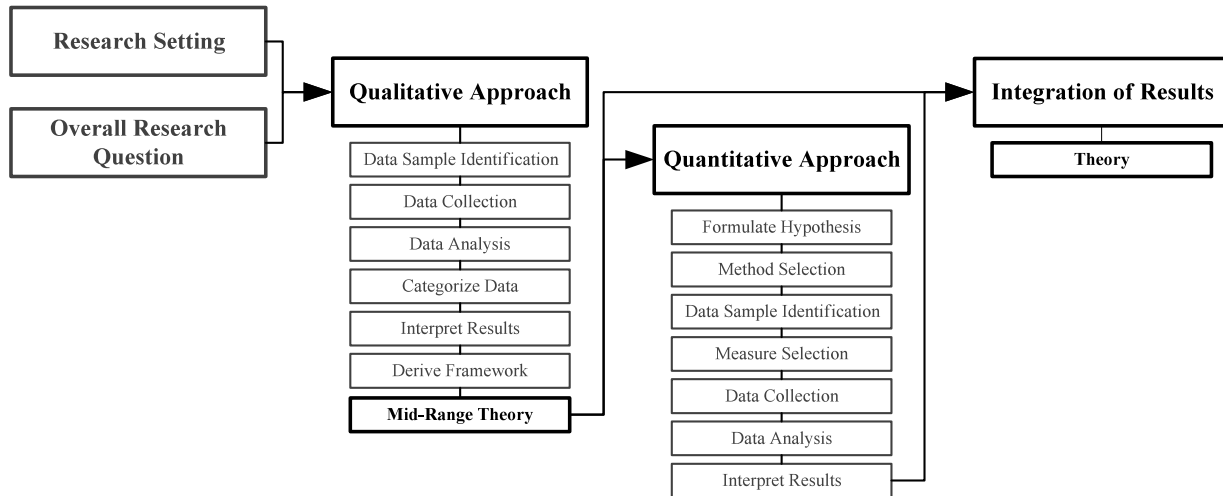 Research Setting
Overall Research
Question
Qualitative Approach
Data Sample Identification
Data Collection
Data Analysis
Categorize Data
Interpret Results
Derive Framework
Mid-Range Theory
Quantitative Approach
Formulate Hypothesis
Method Selection
Data Sample Identification
Measure Selection
Data Collection
Data Analysis
Interpret Results
Integration of Results
Theory